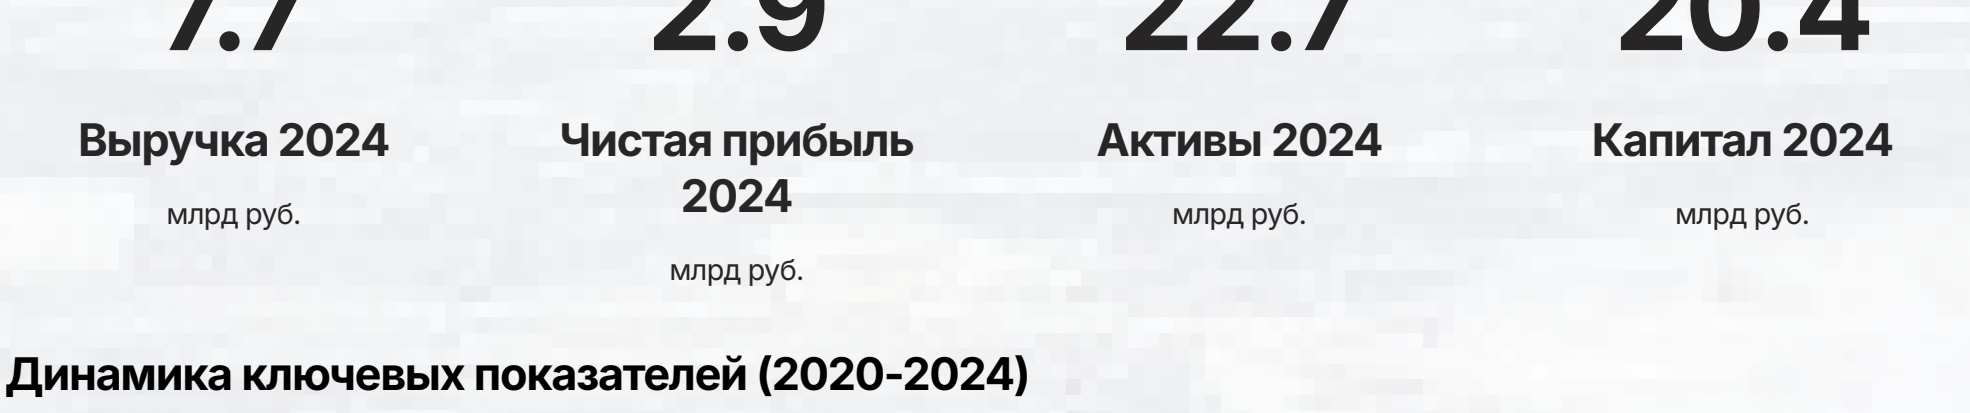 7.7 2.9 22.7 20.4
Выручка 2024 Чистая прибыль 2024 Активы 2024 Капитал 2024
млрд руб. млрд руб. млрд руб. млрд руб.
Динамика ключевых показателей (2020-2024)